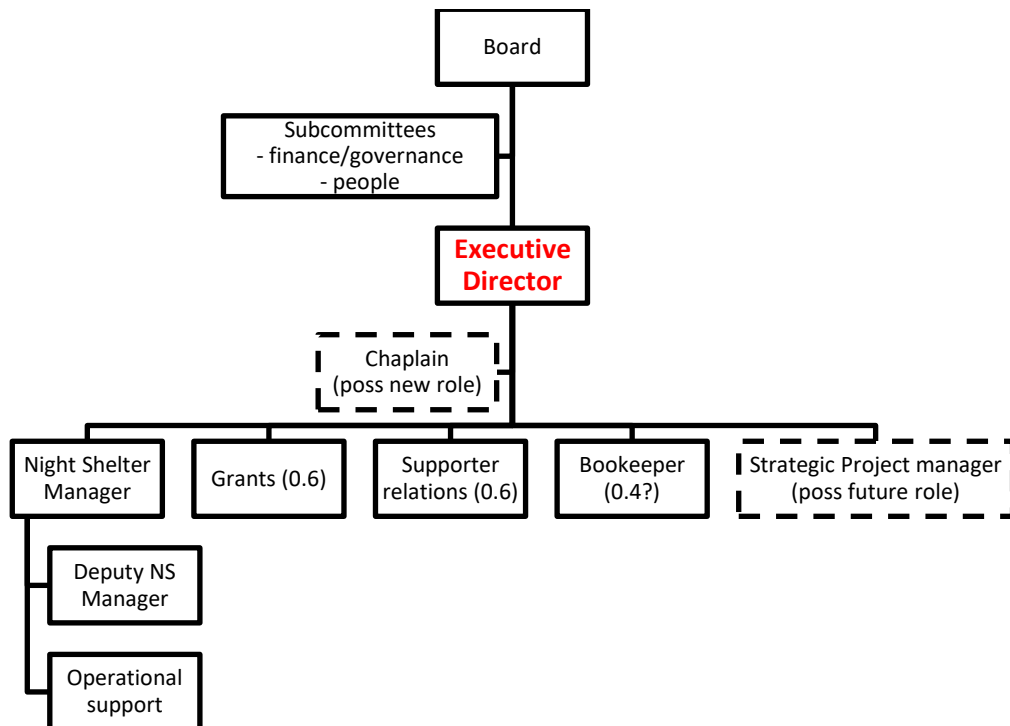 Board
Subcommittees
- finance/governance
- people
Executive
Director
Chaplain
(poss new role)
Night Shelter
Manager
Grants (0.6)
Supporter
relations (0.6)
Bookeeper
(0.4?)
Strategic Project manager
(poss future role)
Deputy NS
Manager
Operational
support